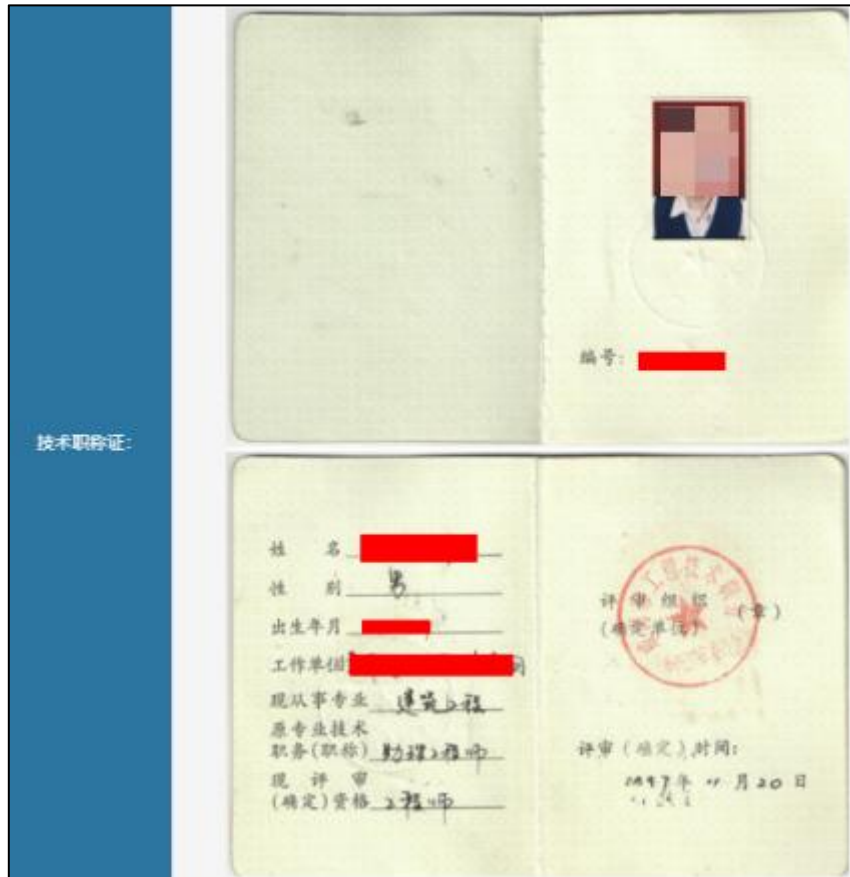 技术职称证:
编号:
姓 名
性 别 男
出生年月
工作单位 司
现从事专业 建筑工程
原专业技术
职务(职称) 助理工程师
现 评 审
(确定)资格 工程师
评 审 组 织 (章)
(确定单位)
评审(确定)时间:
1997年 11月20日